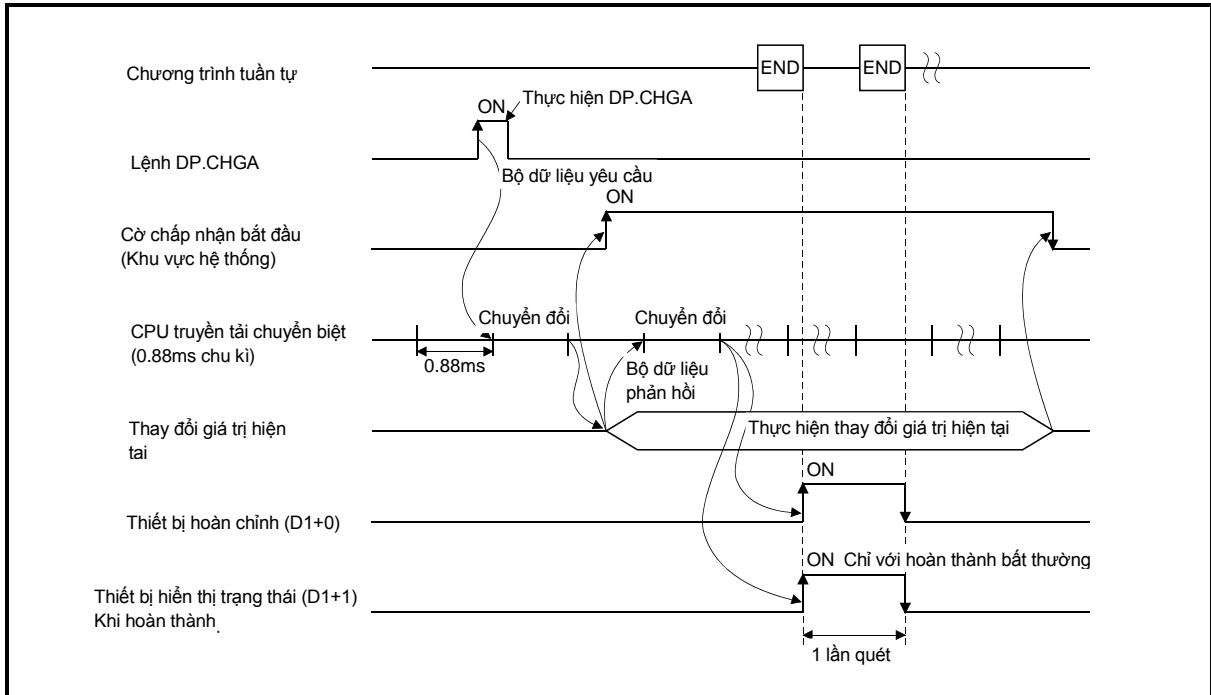 Chương trình tuần tự
END
END
ON
Thực hiện DP.CHGA
Lệnh DP.CHGA
Bộ dữ liệu yêu cầu
ON
Cờ chấp nhận bắt đầu
(Khu vực hệ thống)
CPU truyền tải chuyển biệt
(0.88ms chu kì)
Chuyển đổi
Chuyển đổi
0.88ms
Bộ dữ liệu
phản hồi
Thay đổi giá trị hiện
tai
Thực hiện thay đổi giá trị hiện tại
ON
Thiết bị hoàn chỉnh (D1+0)
ON Chỉ với hoàn thành bất thường
Thiết bị hiển thị trạng thái (D1+1)
Khi hoàn thành.
1 lần quét